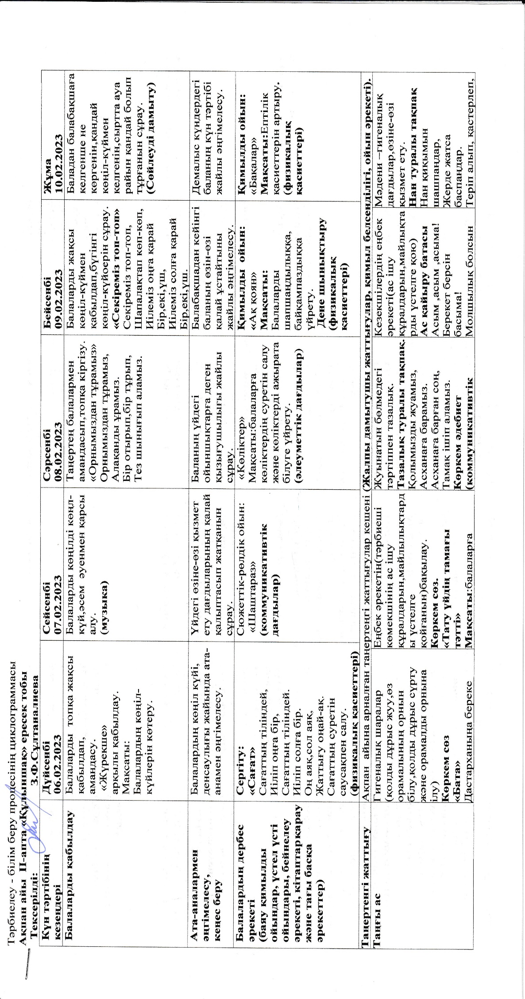 Тәрбиелеу - білім беру процесінің циклограммасы
Ақпан айы ІІ-апта «Құлыншақ» ересек тобы
Тексерілді: З.Ф.Сұлтаналиева
Күн тәртібінің
кезеңдері
Дүйсенбі
06.02.2023
Сейсенбі
07.02.2023
Сәрсенбі
08.02.2023
Бейсенбі
09.02.2023
Жұма
10.02.2023
Балаларды қабылдау
Балаларды топқа жақсы
қабылдап,
амандасу.
«Жүрекше»
арқылы қабылдау.
Мақсаты:
Балалардың көңіл-
күйлерін көтеру.
Балаларды көңілді көңл-
күй,әсем әуенмен қарсы
алу.
(музыка)
Таңертең балалармен
амандасып,топқа кіргізу.
«Орнымыздан тұрамыз»
Орнымыздан тұрамыз,
Алақанды ұрамыз.
Бір отырып,бір тұрып,
Тез шынығып аламыз.
Балаларды жақсы
көңіл-күймен
қабылдап,бүгінгі
көңіл-күйоерін сұрау.
«Секіреміз топ-топ»
Секіреміз топ-топ,
Шапалақтап көп-көп,
Иілеміз оңға қарай
Бір,екі,үш,
Иілеміз солға қарай
Бір,екі,үш.
Баладан балабақшаға
келгенше не
көргенін,қандай
көңіл-күймен
келгенін,сыртта ауа
райын қандай болып
тұрғанын сұрау.
(Сөйлеуді дамыту)
Ата-аналармен
әңгімелесу,
кеңес беру
Балалардың көңіл күйі,
денсаулығы жайында ата-
анамен әңгімелесу.
Үйдегі өзіне-өзі қызмет
ету дағдыларының қалай
қалыптасып жатқанын
сұрау.
Баланың үйдегі
ойыншықтарға деген
қызығушылығы жайлы
сұрау.
Балабақшадан кейінгі
баланың өзін-өзі
қалай ұстайтыны
жайлы әңгімелесу.
Демалыс күндердегі
баланың күн тәртібі
жайлы әңгімелесу.
Балалардың дербес
әрекеті
(баяу қимылды
ойындар, үстел үсті
ойындары, бейнелеу
әрекеті, кітаптар қарау
және тағы басқа
әрекеттер)
Сергіту:
«Сағат»
Сағаттың тіліндей,
Иіліп оңға бір,
Сағаттың тіліндей.
Иіліп солға бір.
Оң аяқ,сол аяқ,
Жаттығу оңай-ақ.
Сағаттың суретін
саусақпен салу.
(физикалық қасиеттері)
Сюжеттік-рөлдік ойын:
«Шаштараз»
(коммуникативтік
дағдылар)
«Көліктер»
Мақсаты:балаларға
көліктердің суретін салу
және көліктерді ажырата
білуге үйрету.
(әлеуметтік дағдылар)
Қимылды ойын:
«Ақ қоян»
Мақсаты:
Балаларды
шапшаңдылыққа,
байқампаздыққа
үйрету.
Дене шынықтыру
(физикалық
қасиеттері)
Қимылды ойын:
«Бақалар»
Мақсаты:Ептілік
қасиеттерін артыру.
(физикалық
қасиеттері)
Таңертенгі жаттығу
Ақпан айына арналған таңертеңгі жаттығулар кешені (Жалпы дамытушы жаттығулар, қимыл белсенділігі, ойын әрекеті).
Таңғы ас
Гигеналық шаралар
(қолды дұрыс жуу,өз
орамалының орнын
білу,қолды дұрыс сүрту
және орамалды орнына
ілу)
Көркем сөз
«Бата»
Дастарханыңа береке
Еңбек әрекетін(тәрбиеші
көмекшінің ас ішу
құралдарын,майлылықтард
ы үстелге
қойғанын)бақылау.
Көркем сөз.
«Тату үйдің тамағы
тәтті»
Мақсаты:балаларға
Жуынатын бөлмедегі
тәртіппен тазалық.
Тазалық туралы тақпақ.
Қолымызды жуамыз,
Асханаға барамыз.
Асханаға барған соң,
Тамақ ішіп аламыз.
Көркем әдебиет
(коммуникативтік
Кезекшілердің еңбек
әрекеті(ас ішу
құралдарын,майлықта
рды үстелге қою)
Ас қайыру батасы
Асым ,асым ,асыма!
Берекет берсін
басыма!
Молшылық болсын
Мәдени –гигеналық
дағдылар,өзіне-өзі
қызмет ету.
Нан туралы тақпақ
Нан қиқымын
шашпаңдар,
Жерде жатса
баспаңдар.
Теріп алып, қастерлеп,